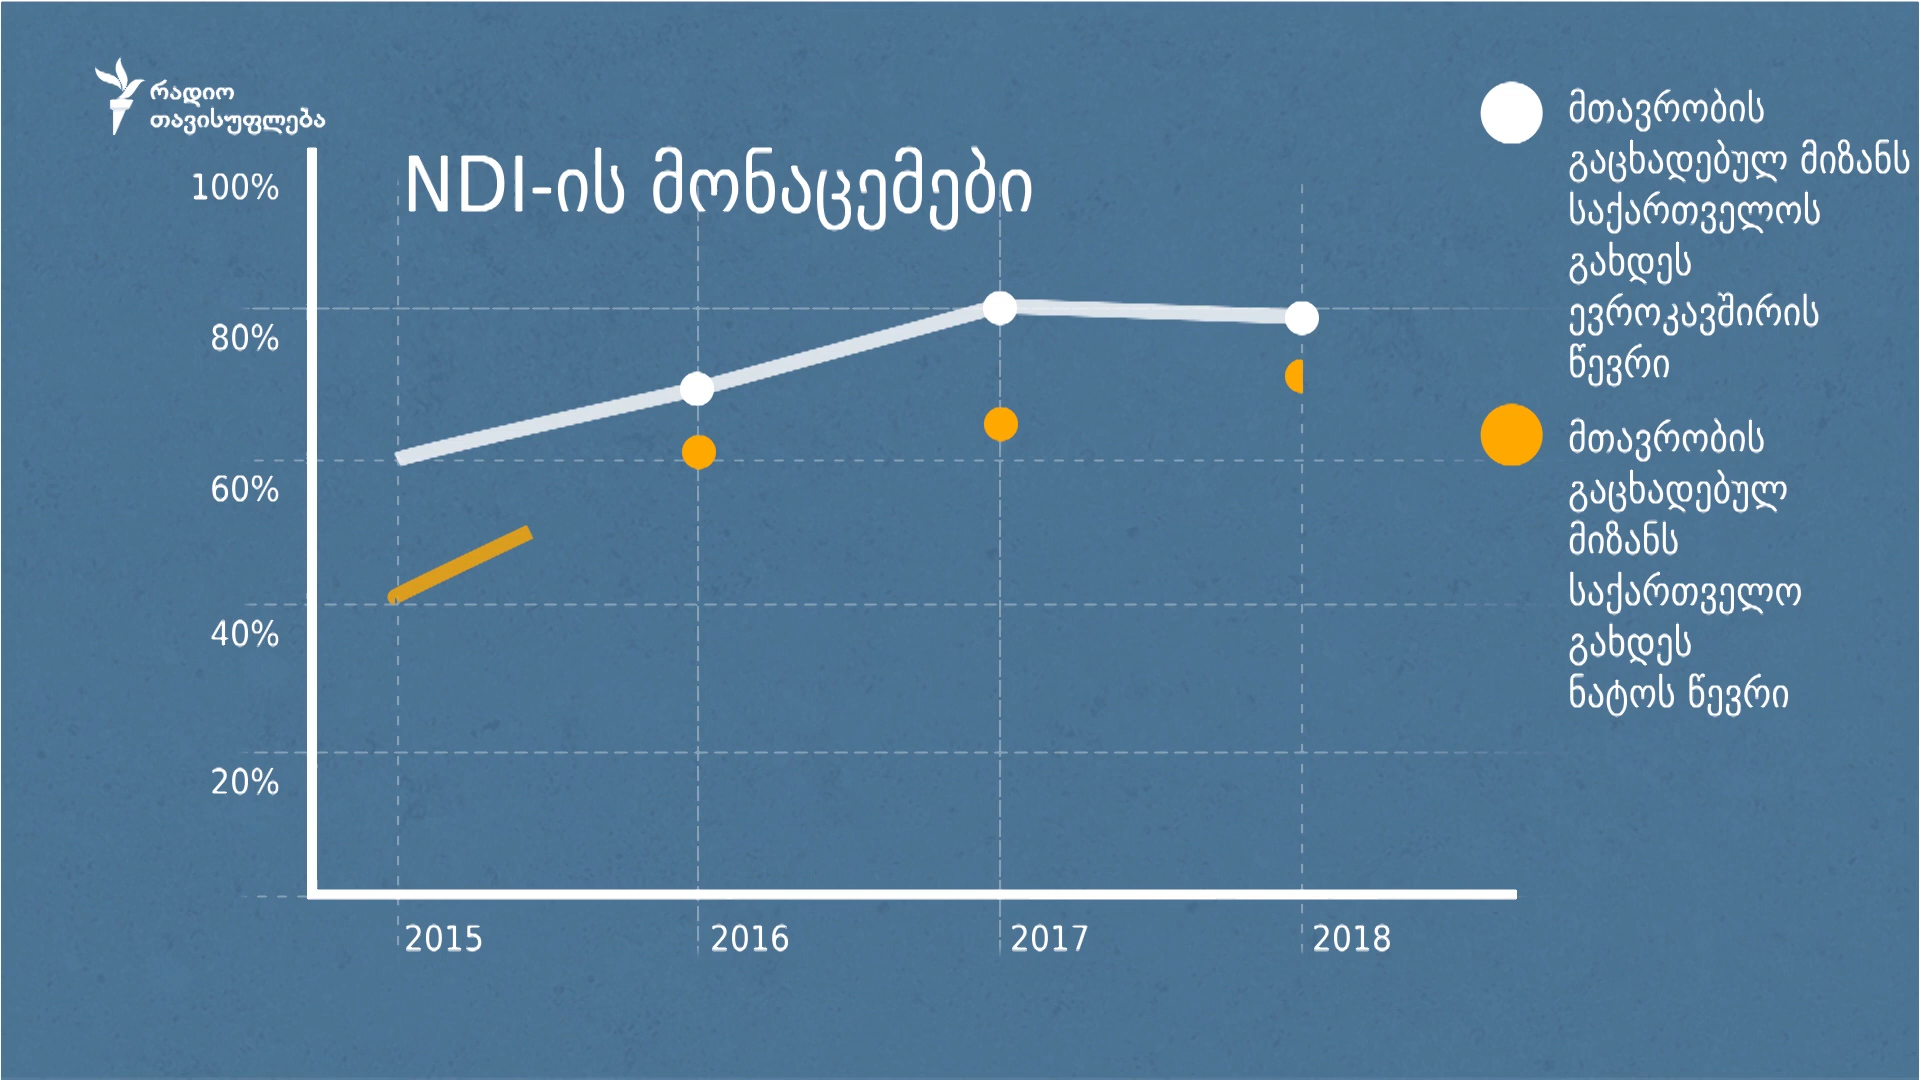 რადიო
თავისუფლება
NDI-ის მონაცემები
100%
80%
60%
40%
20%
2015
2016
2017
2018
მთავრობის
გაცხადებულ მიზანს
საქართველოს
გახდეს
ევროკავშირის
წევრი
მთავრობის
გაცხადებულ
მიზანს
საქართველო
გახდეს
ნატოს წევრი